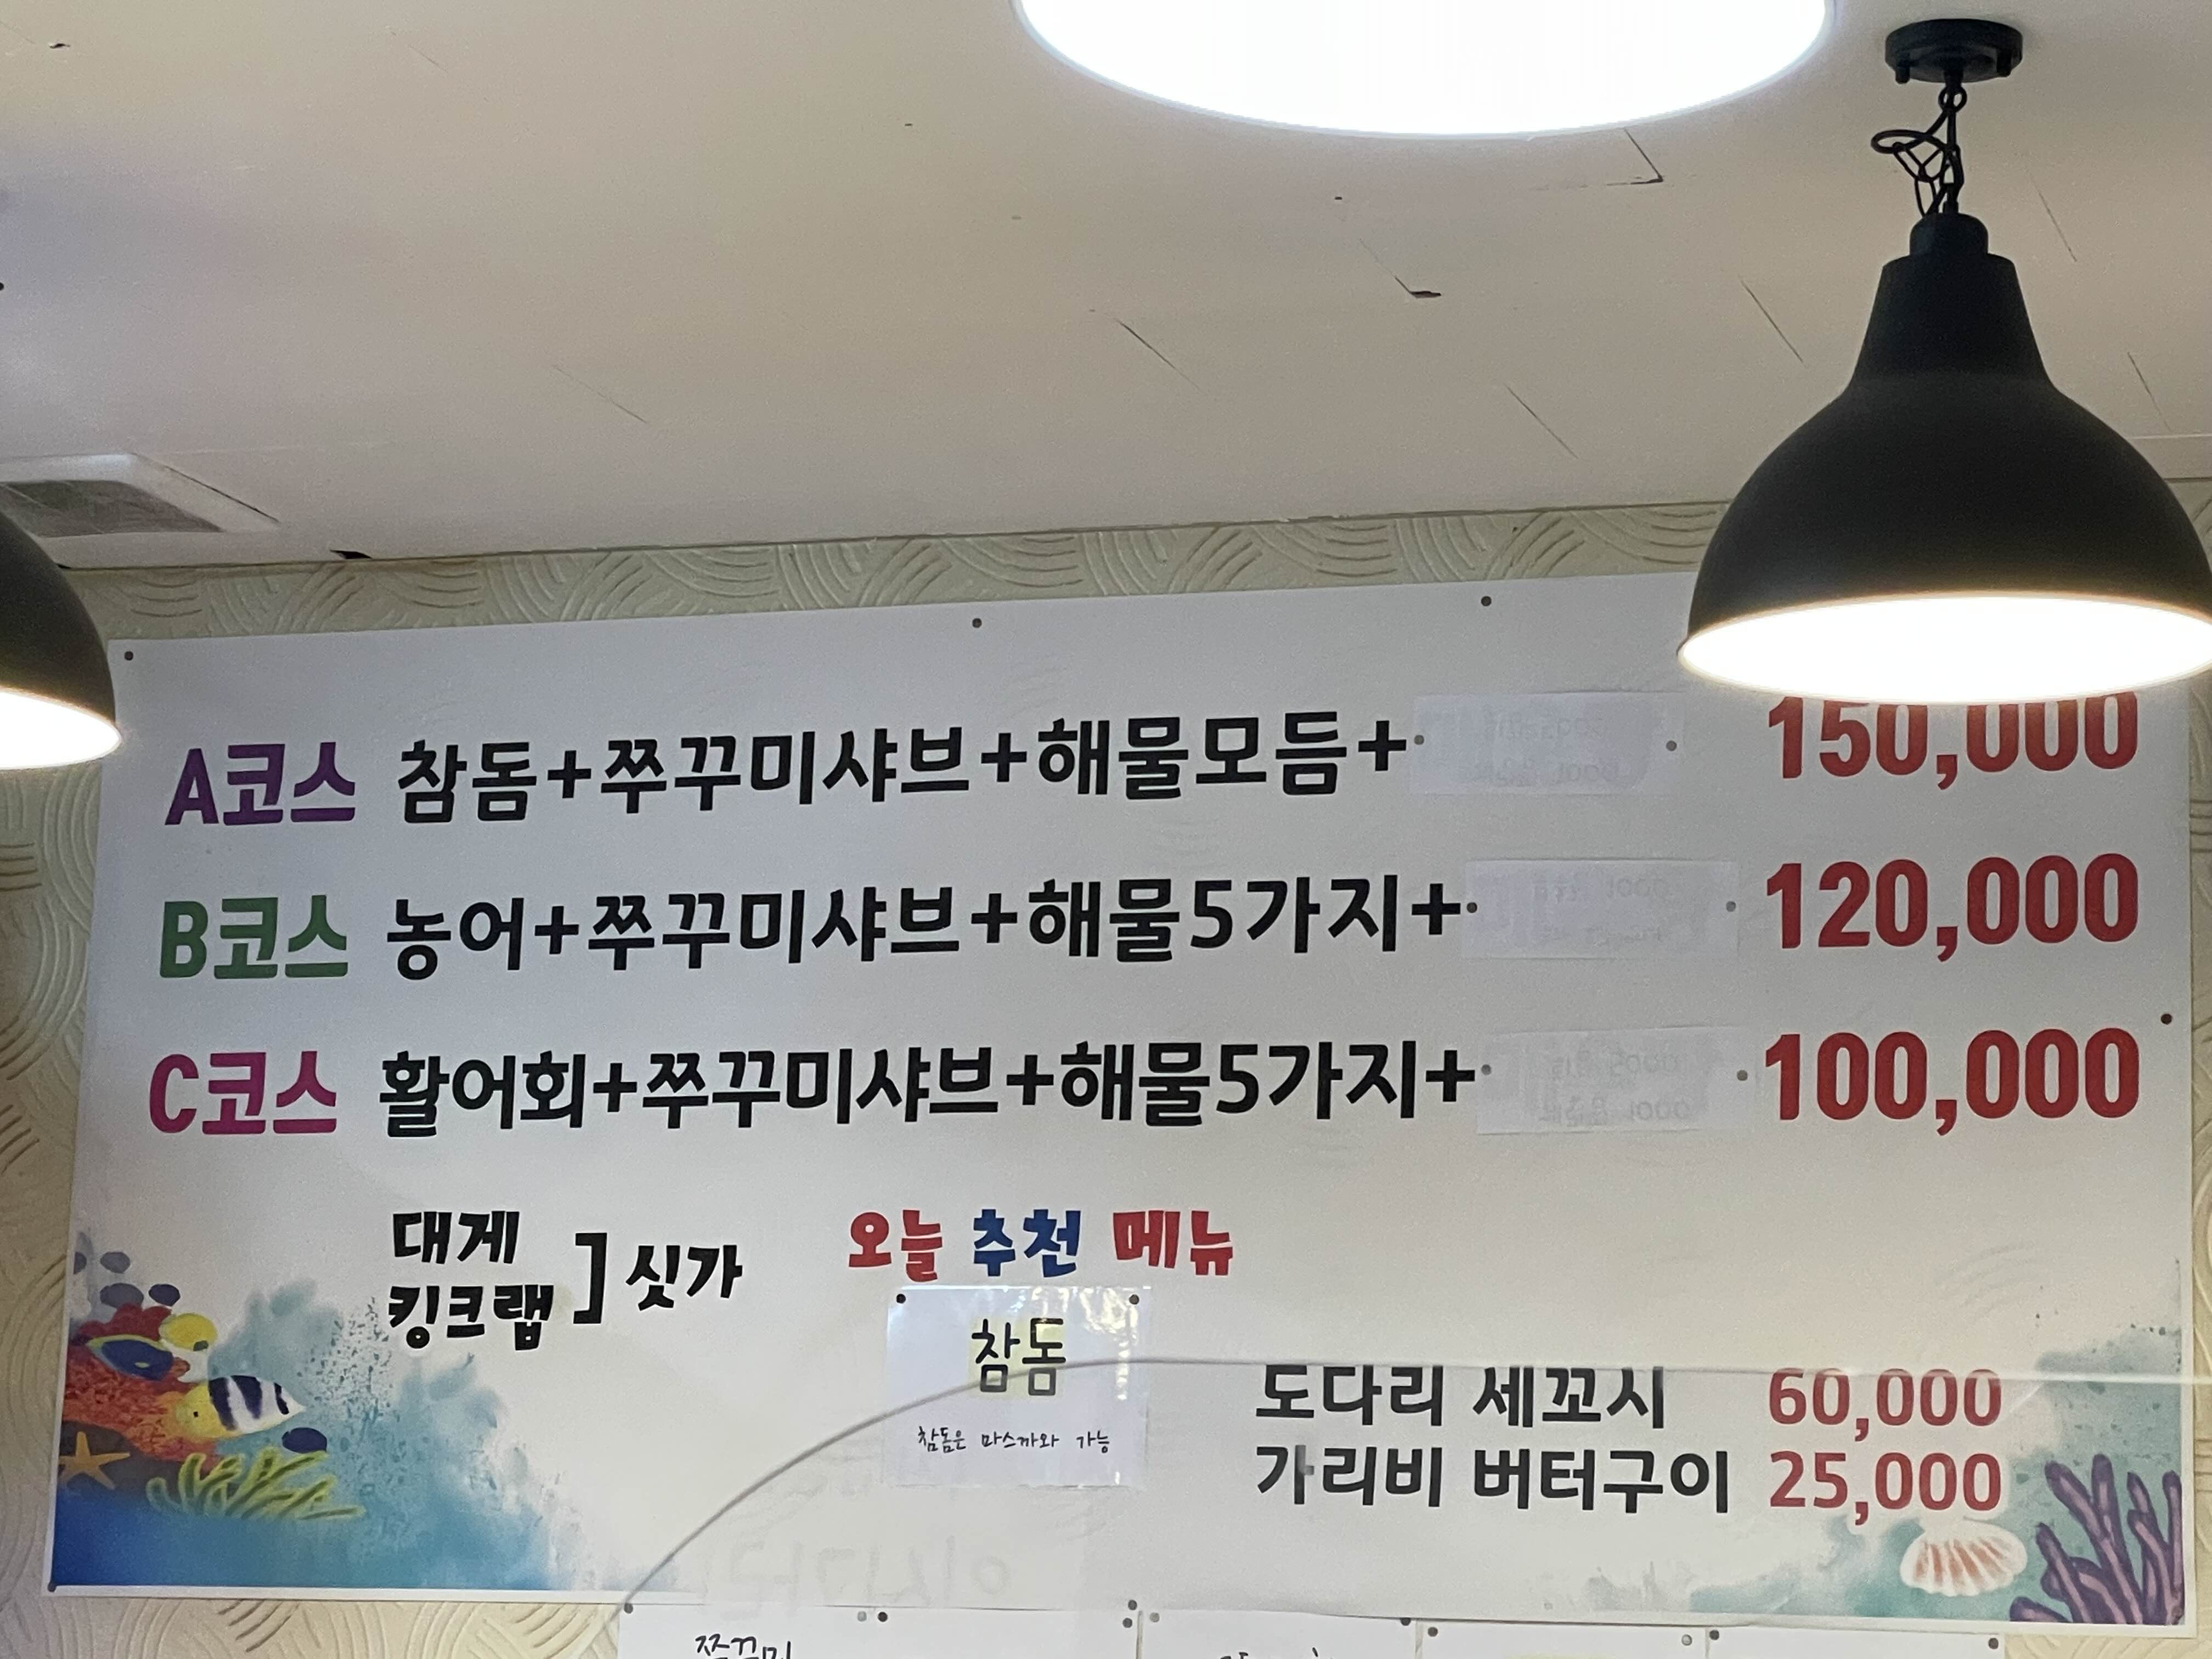 A코스 참돔+쭈꾸미샤브+해물모듬+ 150,000
B코스 농어+쭈꾸미샤브+해물5가지+ 120,000
C코스 활어회+쭈꾸미샤브+해물5가지+ 100,000
대게
킹크랩 ] 싯가
오늘 추천 메뉴
참돔
참돔은 마스까와 가능
도다리 세꼬시 60,000
가리비 버터구이 25,000
쭈꾸미